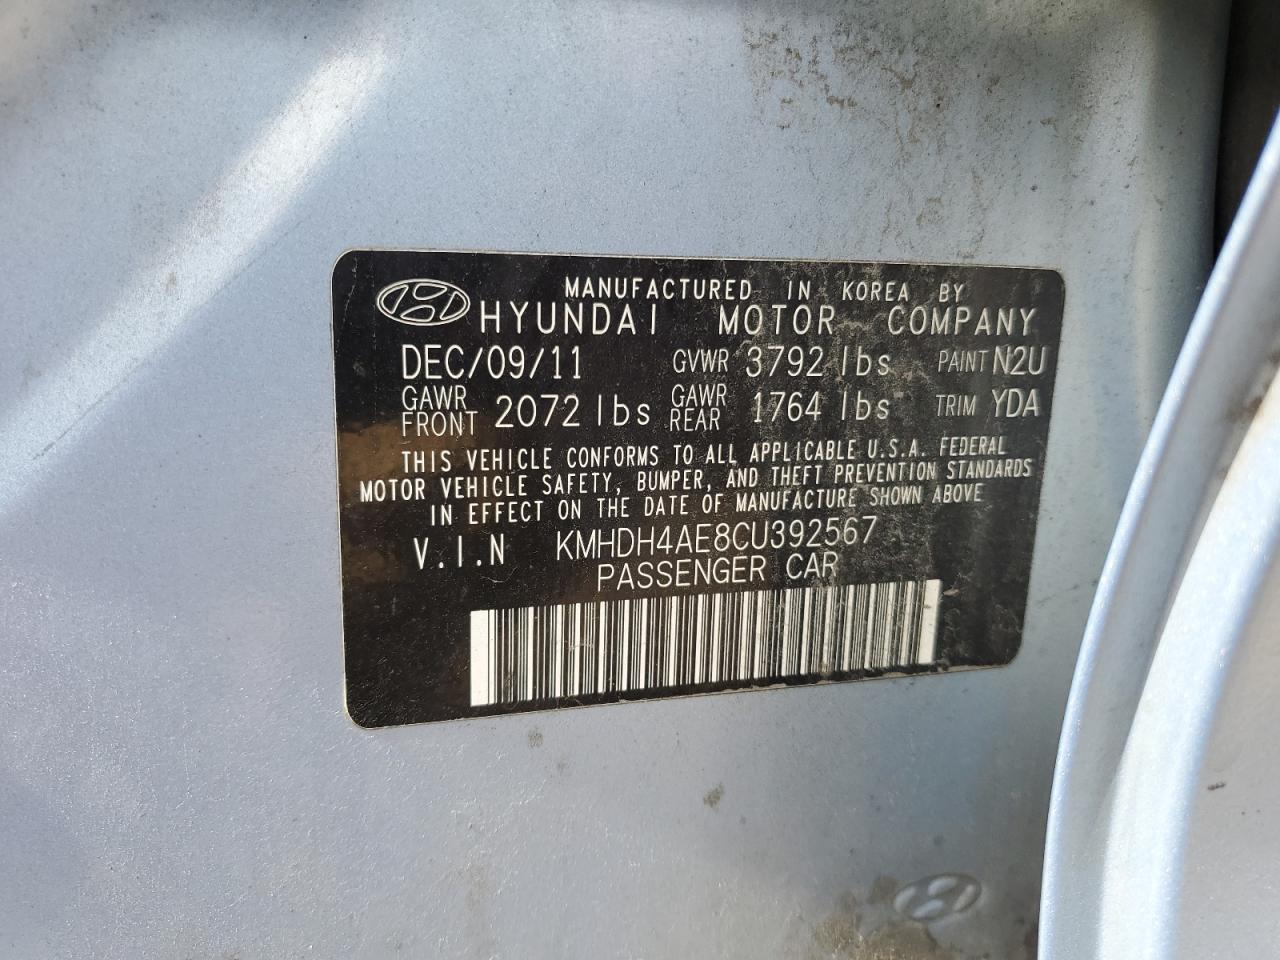 MANUFACTURED IN KOREA BY
HYUNDAI MOTOR COMPANY
DEC/09/11 GVWR 3792 lbs PAINT N2U
GAWR FRONT 2072 lbs GAWR REAR 1764 lbs TRIM YDA
THIS VEHICLE CONFORMS TO ALL APPLICABLE U.S.A. FEDERAL
MOTOR VEHICLE SAFETY, BUMPER, AND THEFT PREVENTION STANDARDS
IN EFFECT ON THE DATE OF MANUFACTURE SHOWN ABOVE
V.I.N KMHDH4AE8CU392567
PASSENGER CAR